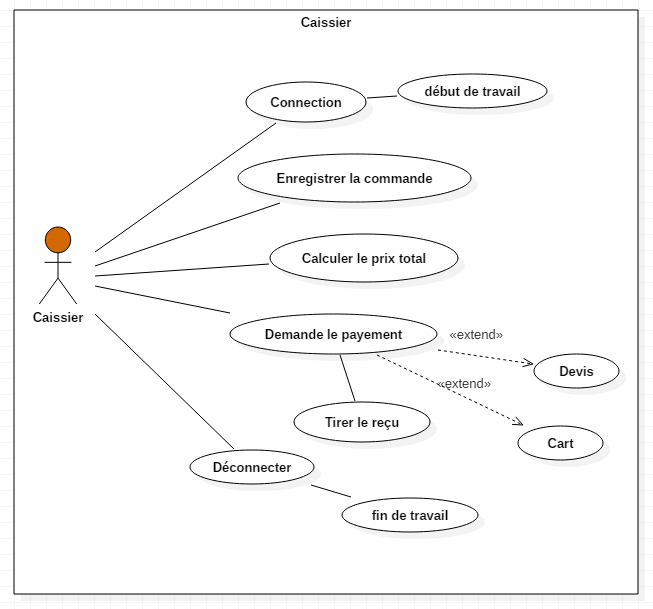 Caissier
Connection
début de travail
Enregistrer la commande
Calculer le prix total
Caissier
Demande le payement
«extend»
Devis
«extend»
Tirer le reçu
Cart
Déconnecter
fin de travail